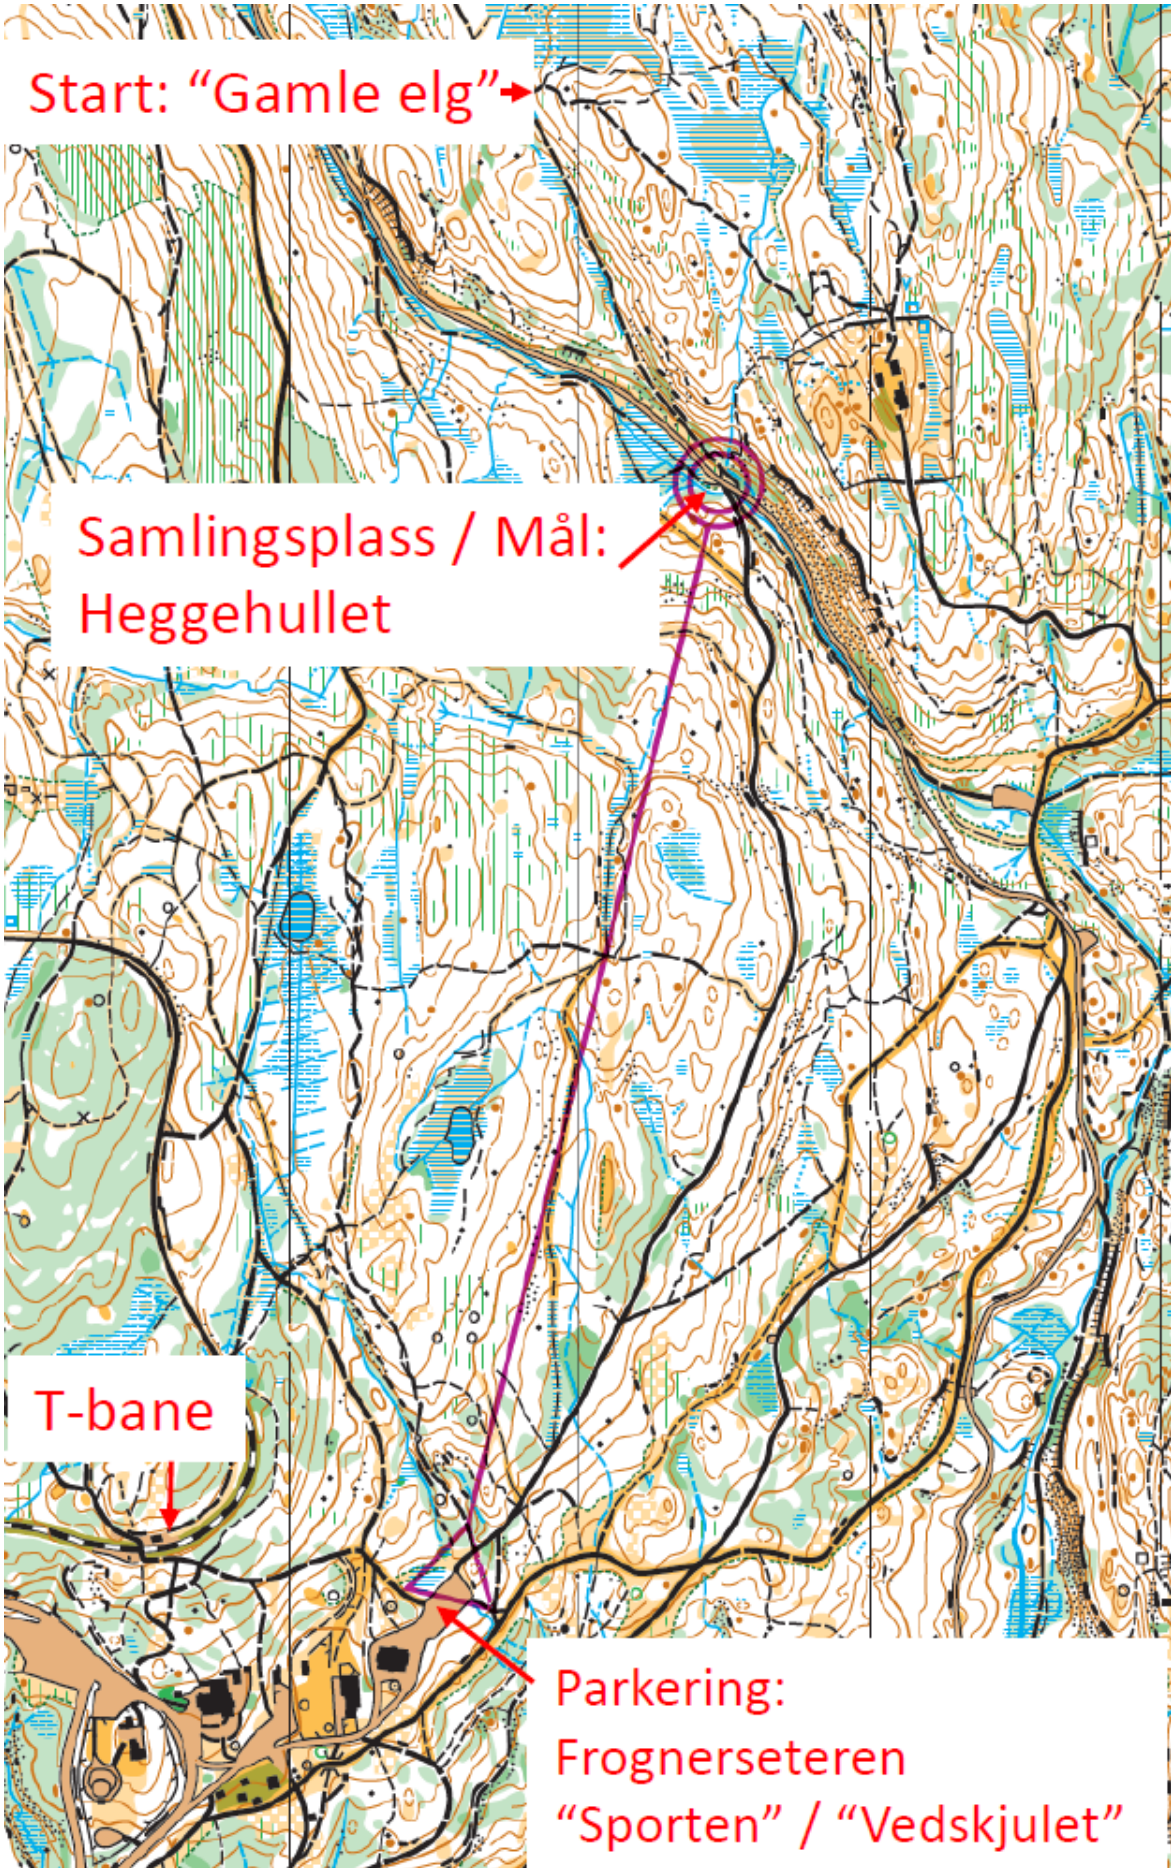 Start: “Gamle elg”
Samlingsplass / Mål:
Heggehullet
T-bane
Parkering:
Frognerseteren
“Sporten” / “Vedskjulet”